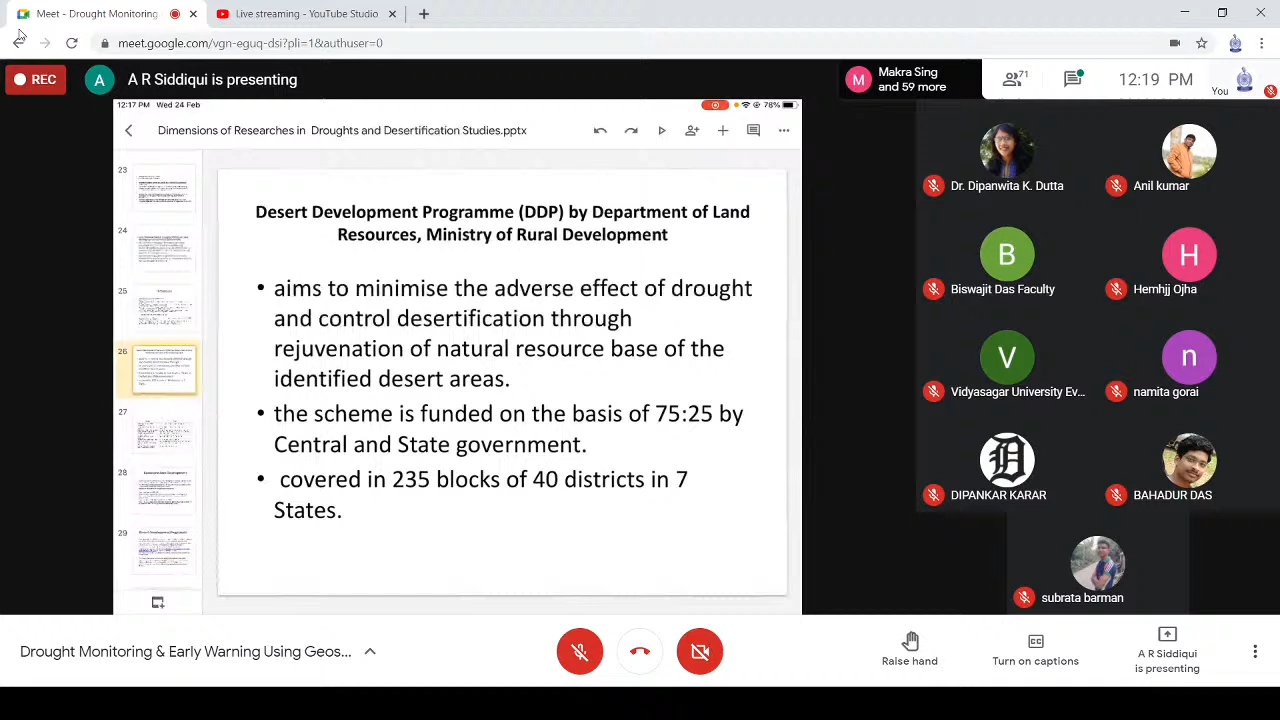 Meet - Drought Monitoring
Live streaming - YouTube Studio
meet.google.com/vgn-eguq-dsi?pli=1&authuser=0
REC
A
A R Siddiqui is presenting
M
Makra Sing
and 59 more
71
12:19 PM
You
12:17 PM Wed 24 Feb
78%
Dimensions of Researches in Droughts and Desertification Studies.pptx
23
24
25
26
27
28
29
Desert Development Programme (DDP) by Department of Land
Resources, Ministry of Rural Development
• aims to minimise the adverse effect of drought
and control desertification through
rejuvenation of natural resource base of the
identified desert areas.
• the scheme is funded on the basis of 75:25 by
Central and State government.
• covered in 235 blocks of 40 districts in 7
States.
Dr. Dipanwita Dutta
Anil kumar
B
Biswajit Das Faculty
H
Hemhjj Ojha
V
Vidyasagar University Ev...
n
namita gorai
D
DIPANKAR KARAR
BAHADUR DAS
subrata barman
Drought Monitoring & Early Warning Using Geos...
Raise hand
Turn on captions
A R Siddiqui
is presenting